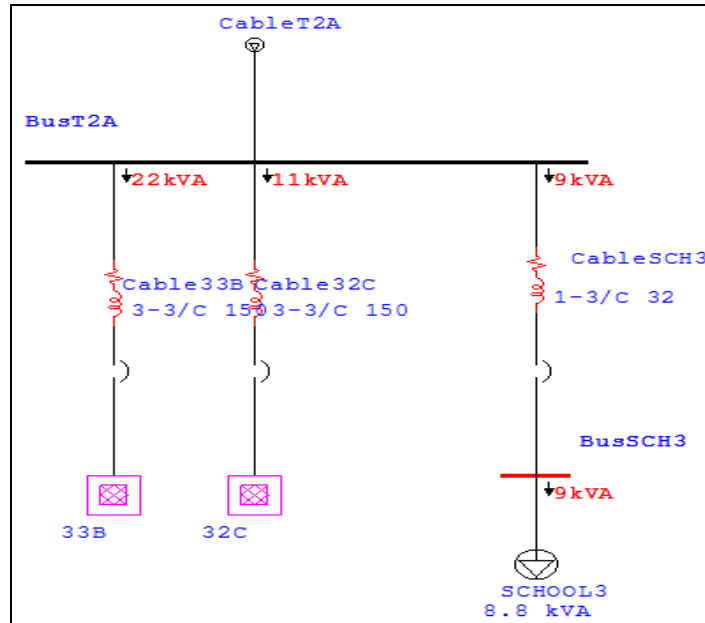 CableT2A
BusT2A
22kVA
11kVA
9kVA
Cable33B
Cable32C
CableSCH3
3-3/C 150
3-3/C 150
1-3/C 32
BusSCH3
9kVA
33B
32C
SCHOOL3
8.8 kVA